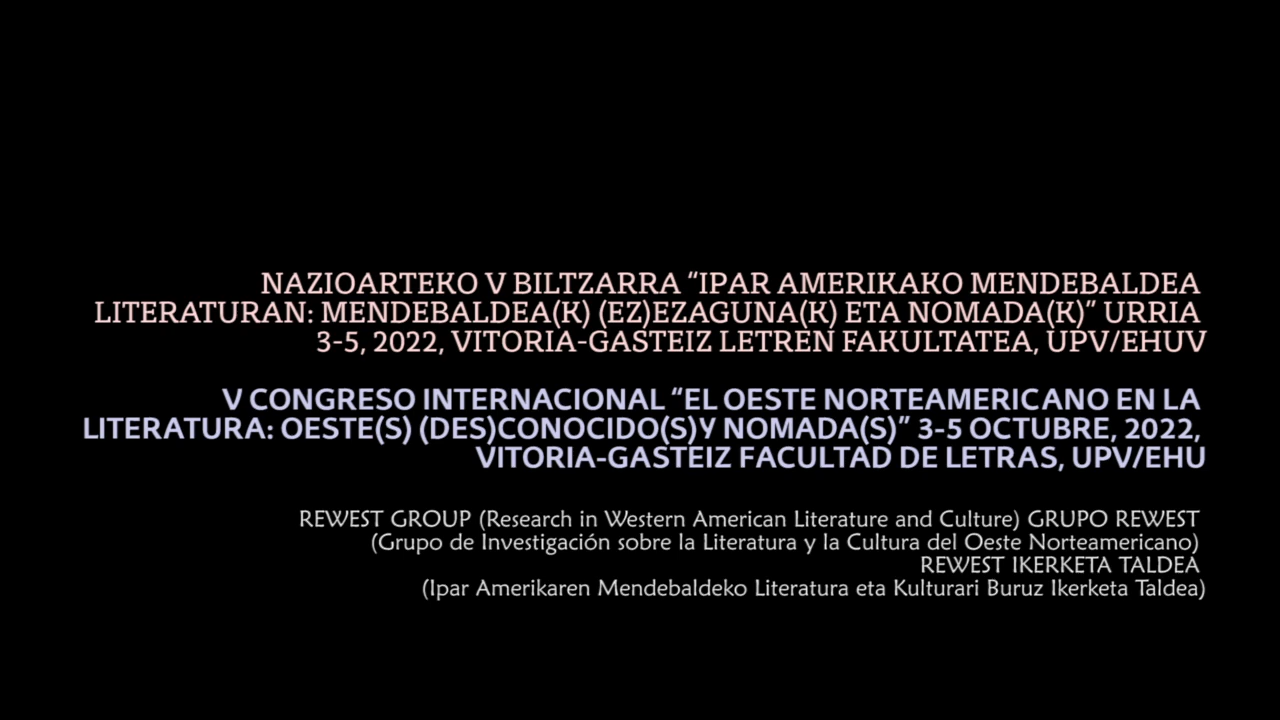 NAZIOARTEKO V BILTZARRA “IPAR AMERIKAKO MENDEBALDEA
LITERATURAN: MENDEBALDEA(K) (EZ)EZAGUNA(K) ETA NOMADA(K)” URRIA
3-5, 2022, VITORIA-GASTEIZ LETREN FAKULTATEA, UPV/EHUV
V CONGRESO INTERNACIONAL “EL OESTE NORTEAMERICANO EN LA
LITERATURA: OESTE(S) (DES)CONOCIDO(S)Y NOMADA(S)” 3-5 OCTUBRE, 2022,
VITORIA-GASTEIZ FACULTAD DE LETRAS, UPV/EHU
REWEST GROUP (Research in Western American Literature and Culture) GRUPO REWEST
(Grupo de Investigación sobre la Literatura y la Cultura del Oeste Norteamericano)
REWEST IKERKETA TALDEA
(Ipar Amerikaren Mendebaldeko Literatura eta Kulturari Buruz Ikerketa Taldea)